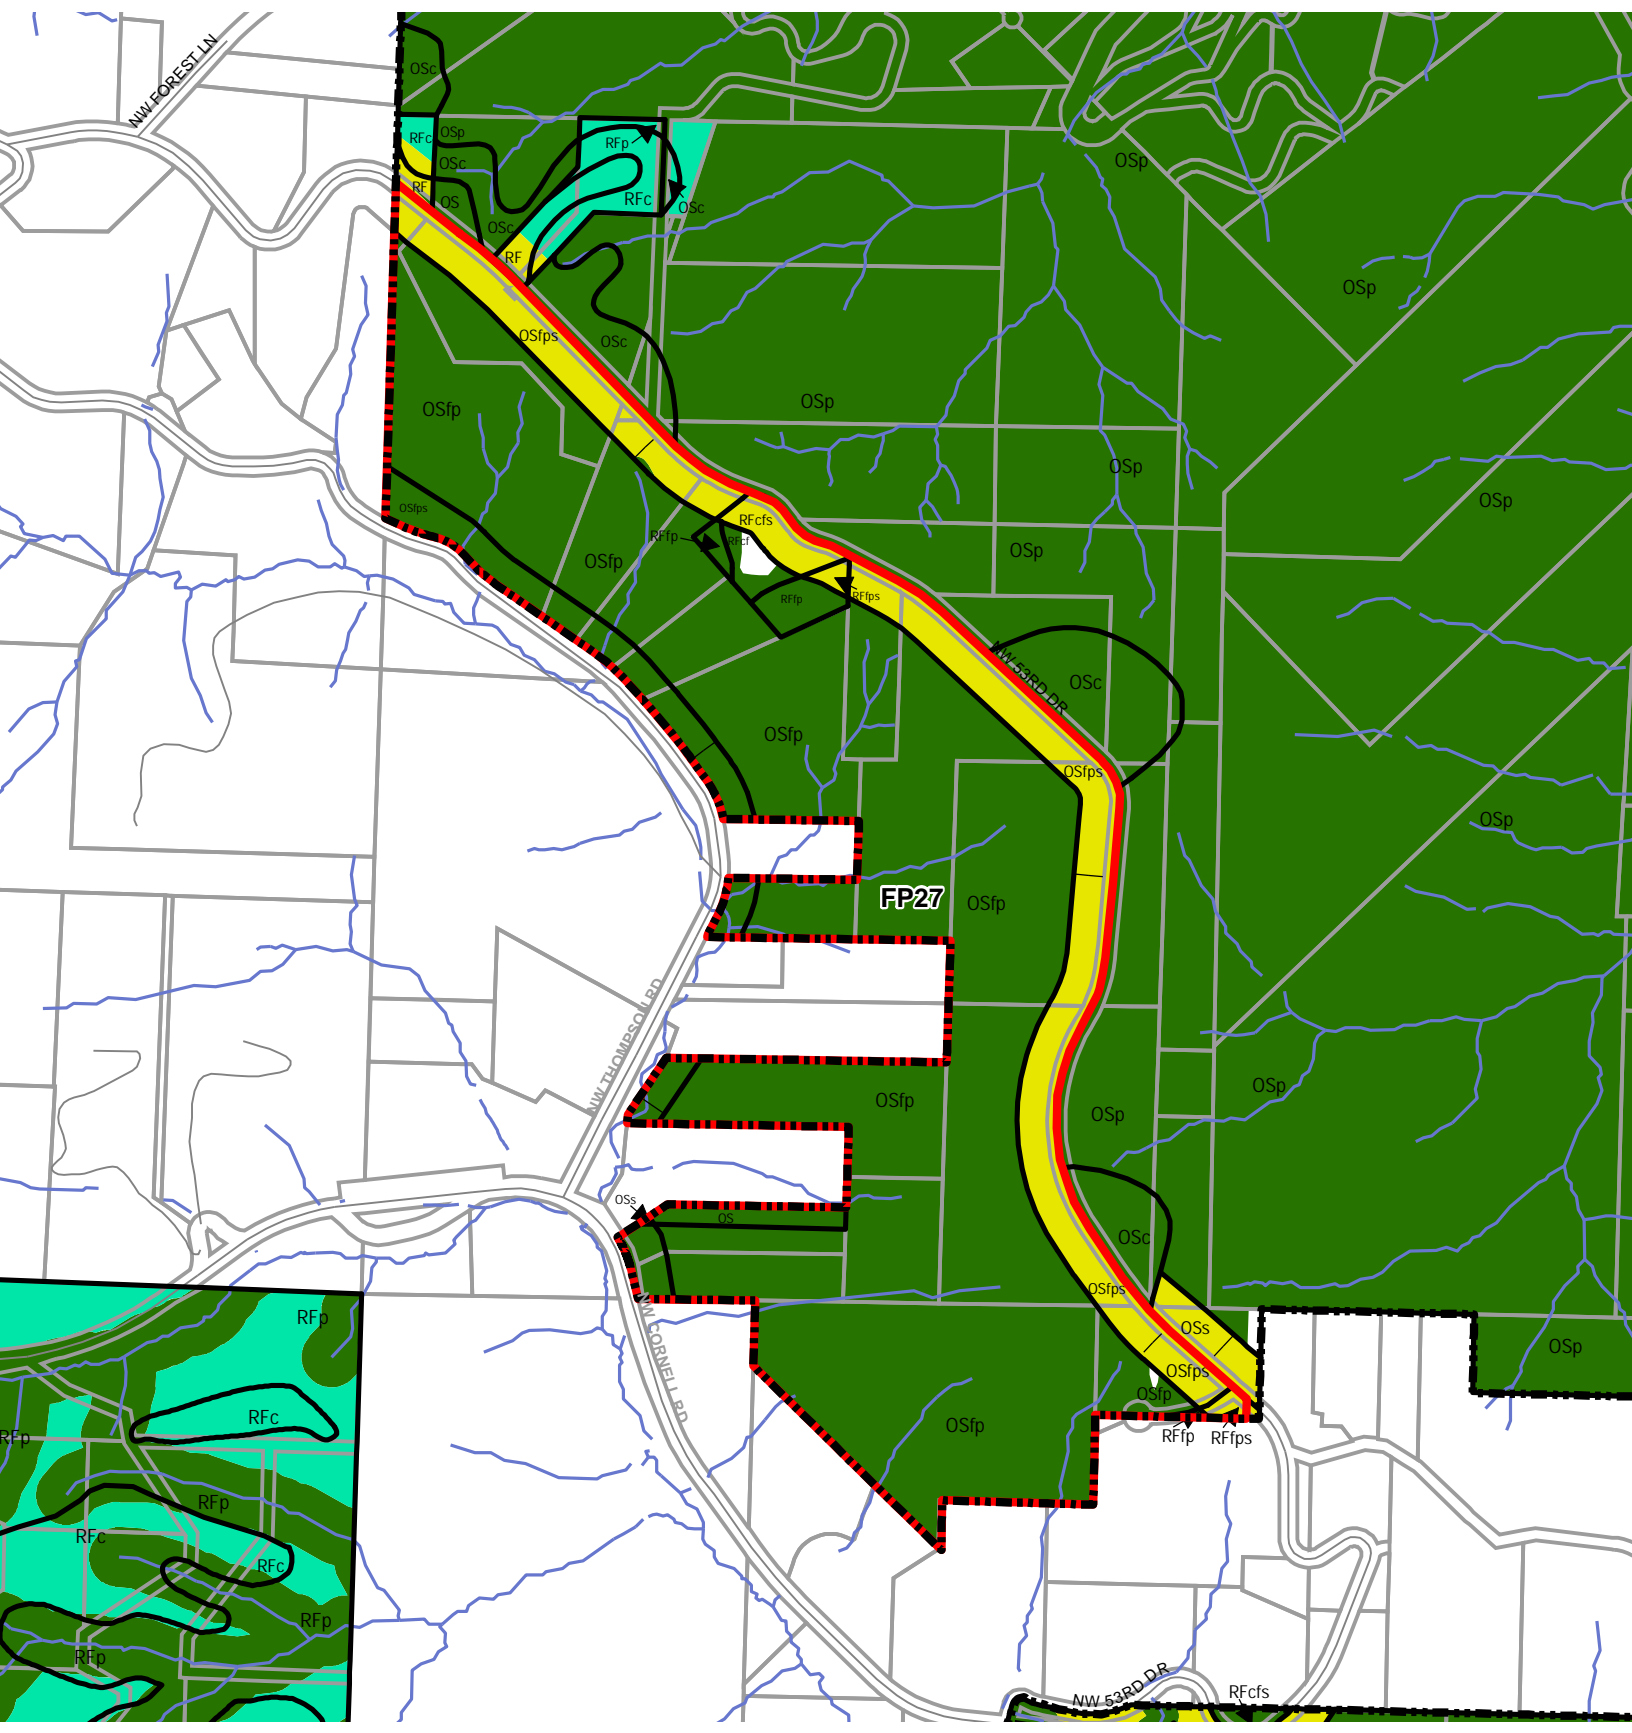 NW FOREST LN
OSc
RFc
OSp
OSc
RF
OS
OSc
RFp
RFc
OSc
RF
OSp
OSp
OSfps
OSc
OSfp
OSp
OSp
OSp
OSfps
RFcfs
RFfp
RFcf
OSp
OSfp
RFfp
RFfps
NW 53RD DR
OSc
OSfp
OSfps
OSp
FP27
OSfp
NW THOMPSON RD
OSp
OSfp
OSp
OSs
OS
OSc
OSfps
NW CORNELL RD
RFp
OSs
OSp
OSfps
OSfp
RFc
OSfp
RFp
RFfp
RFfps
RFp
RFc
RFc
RFp
RFp
NW 53RD DR
RFcfs